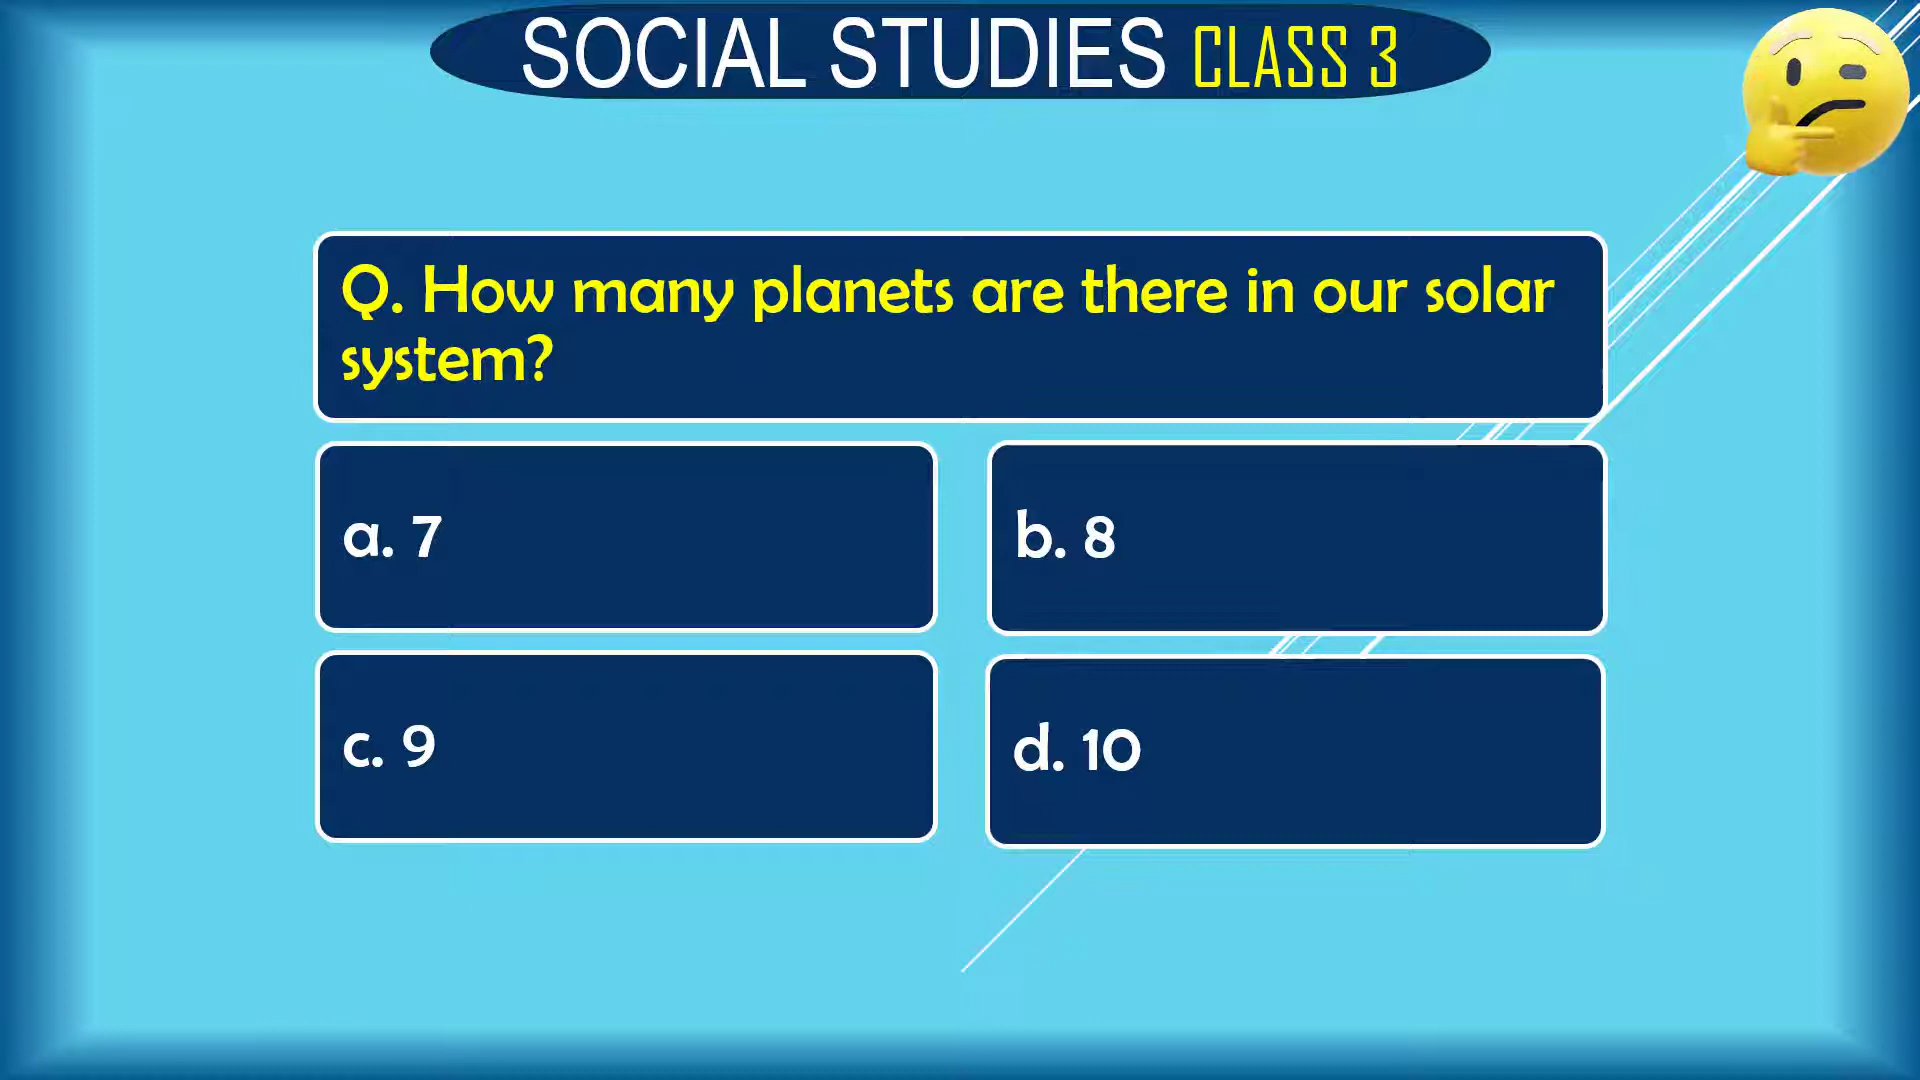 SOCIAL STUDIES CLASS 3
Q. How many planets are there in our solar
system?
a. 7
b. 8
c. 9
d. 10